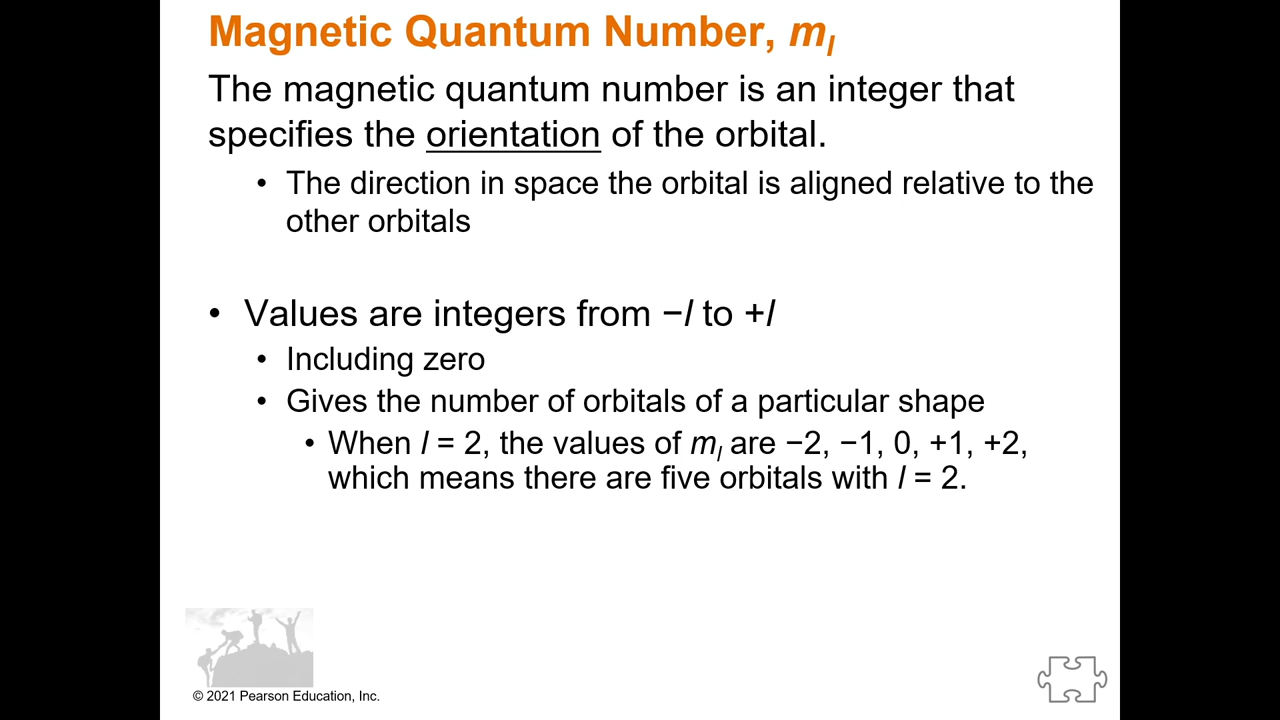 Magnetic Quantum Number, ml
The magnetic quantum number is an integer that
specifies the orientation of the orbital.
• The direction in space the orbital is aligned relative to the
other orbitals
• Values are integers from −l to +l
• Including zero
• Gives the number of orbitals of a particular shape
• When l = 2, the values of ml are −2, −1, 0, +1, +2,
which means there are five orbitals with l = 2.
© 2021 Pearson Education, Inc.